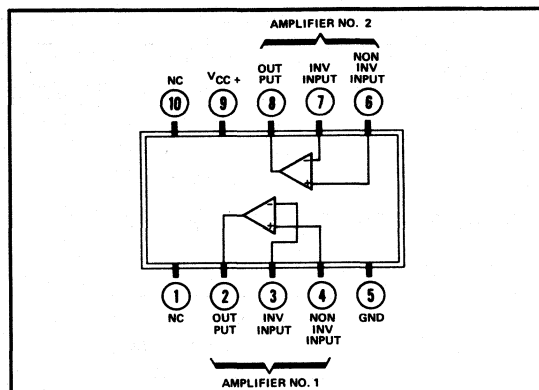 AMPLIFIER NO. 2
NC
VCC +
OUT
PUT
INV
INPUT
NON
INV
INPUT
10
9
8
7
6
-
+
-
+
1
2
3
4
5
NC
OUT
PUT
INV
INPUT
NON
INV
INPUT
GND
AMPLIFIER NO. 1